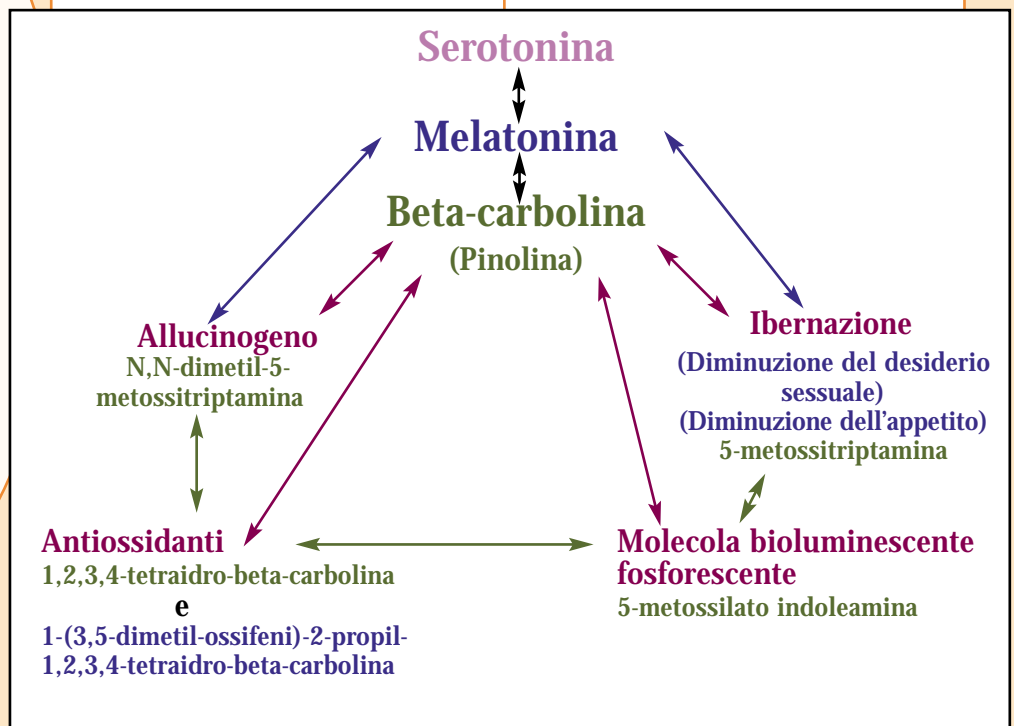 Serotonina
Melatonina
Beta-carbolina
(Pinolina)
Allucinogeno
N,N-dimetil-5-
metossitriptamina
Ibernazione
(Diminuzione del desiderio
sessuale)
(Diminuzione dell'appetito)
5-metossitriptamina
Antiossidanti
1,2,3,4-tetraidro-beta-carbolina
e
1-(3,5-dimetil-ossifeni)-2-propil-
1,2,3,4-tetraidro-beta-carbolina
Molecola bioluminescente
fosforescente
5-metossilato indoleamina